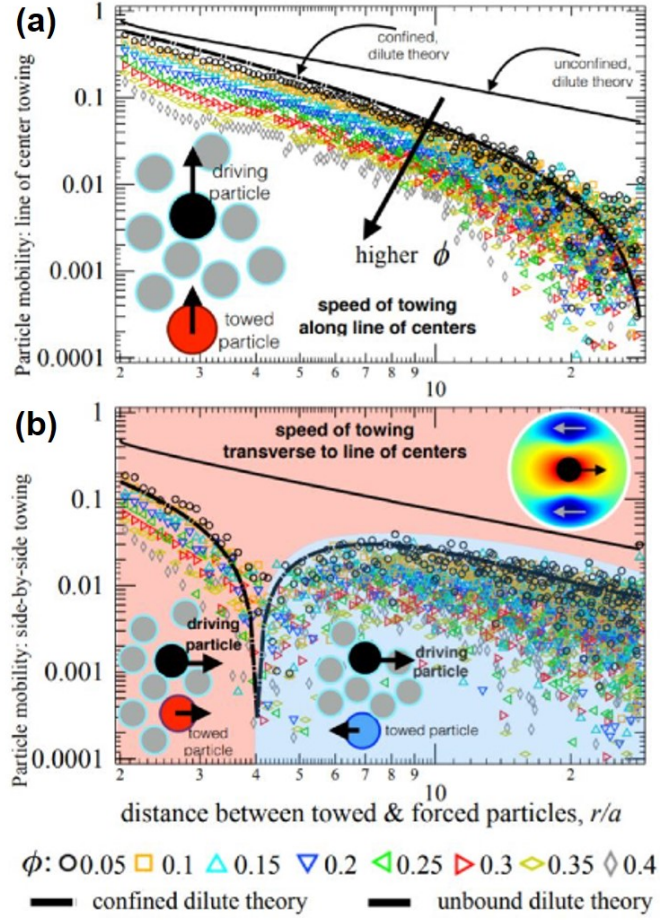 (a)
Particle mobility: line of center towing
1
0.1
0.01
0.001
0.0001
confined,
dilute theory
unconfined,
dilute theory
driving
particle
higher ϕ
towed
particle
speed of towing
along line of centers
2 3 4 5 6 7 8 9 10 2
(b)
Particle mobility: side-by-side towing
1
0.1
0.01
0.001
0.0001
speed of towing
transverse to line of centers
driving
particle
towed
particle
driving
particle
towed particle
2 3 4 5 6 7 8 9 10 2
distance between towed & forced particles, r/a
ϕ: 0.05 0.1 0.15 0.2 0.25 0.3 0.35 0.4
confined dilute theory unbound dilute theory